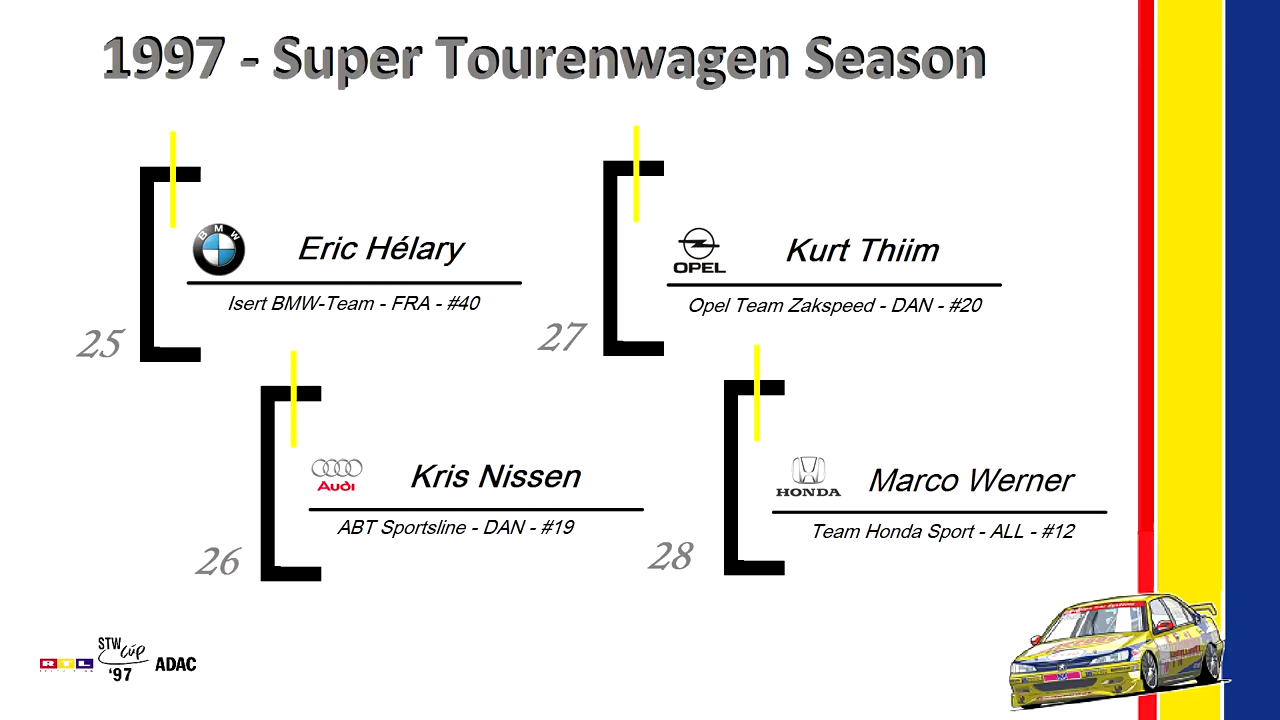 1997 - Super Tourenwagen Season
BMW
Eric Hélary
Isert BMW-Team - FRA - #40
25
OPEL
Kurt Thiim
Opel Team Zakspeed - DAN - #20
27
Audi
Kris Nissen
ABT Sportsline - DAN - #19
26
HONDA
Marco Werner
Team Honda Sport - ALL - #12
28
RTL
STW
cup
'97
ADAC